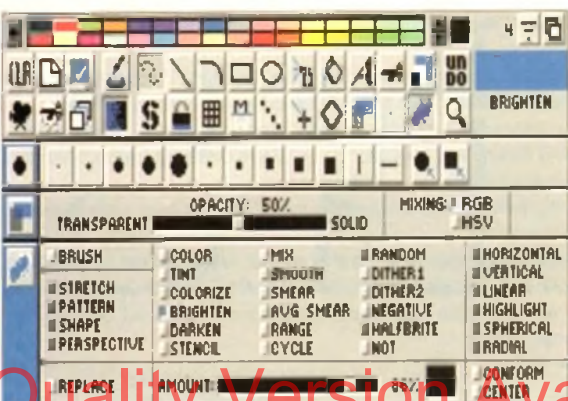 4
CLR UN DO
BRIGHTEN
$ M
OPACITY: 50% MIXING: RGB
TRANSPARENT SOLID HSV
BRUSH COLOR MIX RANDOM HORIZONTAL
TINT SMOOTH DITHER1 VERTICAL
STRETCH COLORIZE SMEAR DITHER2 LINEAR
PATTERN BRIGHTEN AVG SMEAR NEGATIVE HIGHLIGHT
SHAPE DARKEN RANGE HALFBRITE SPHERICAL
PERSPECTIVE STENCIL CYCLE NOT RADIAL
REPLACE AMOUNT: CONFORM
CENTER
Quality Version Ava